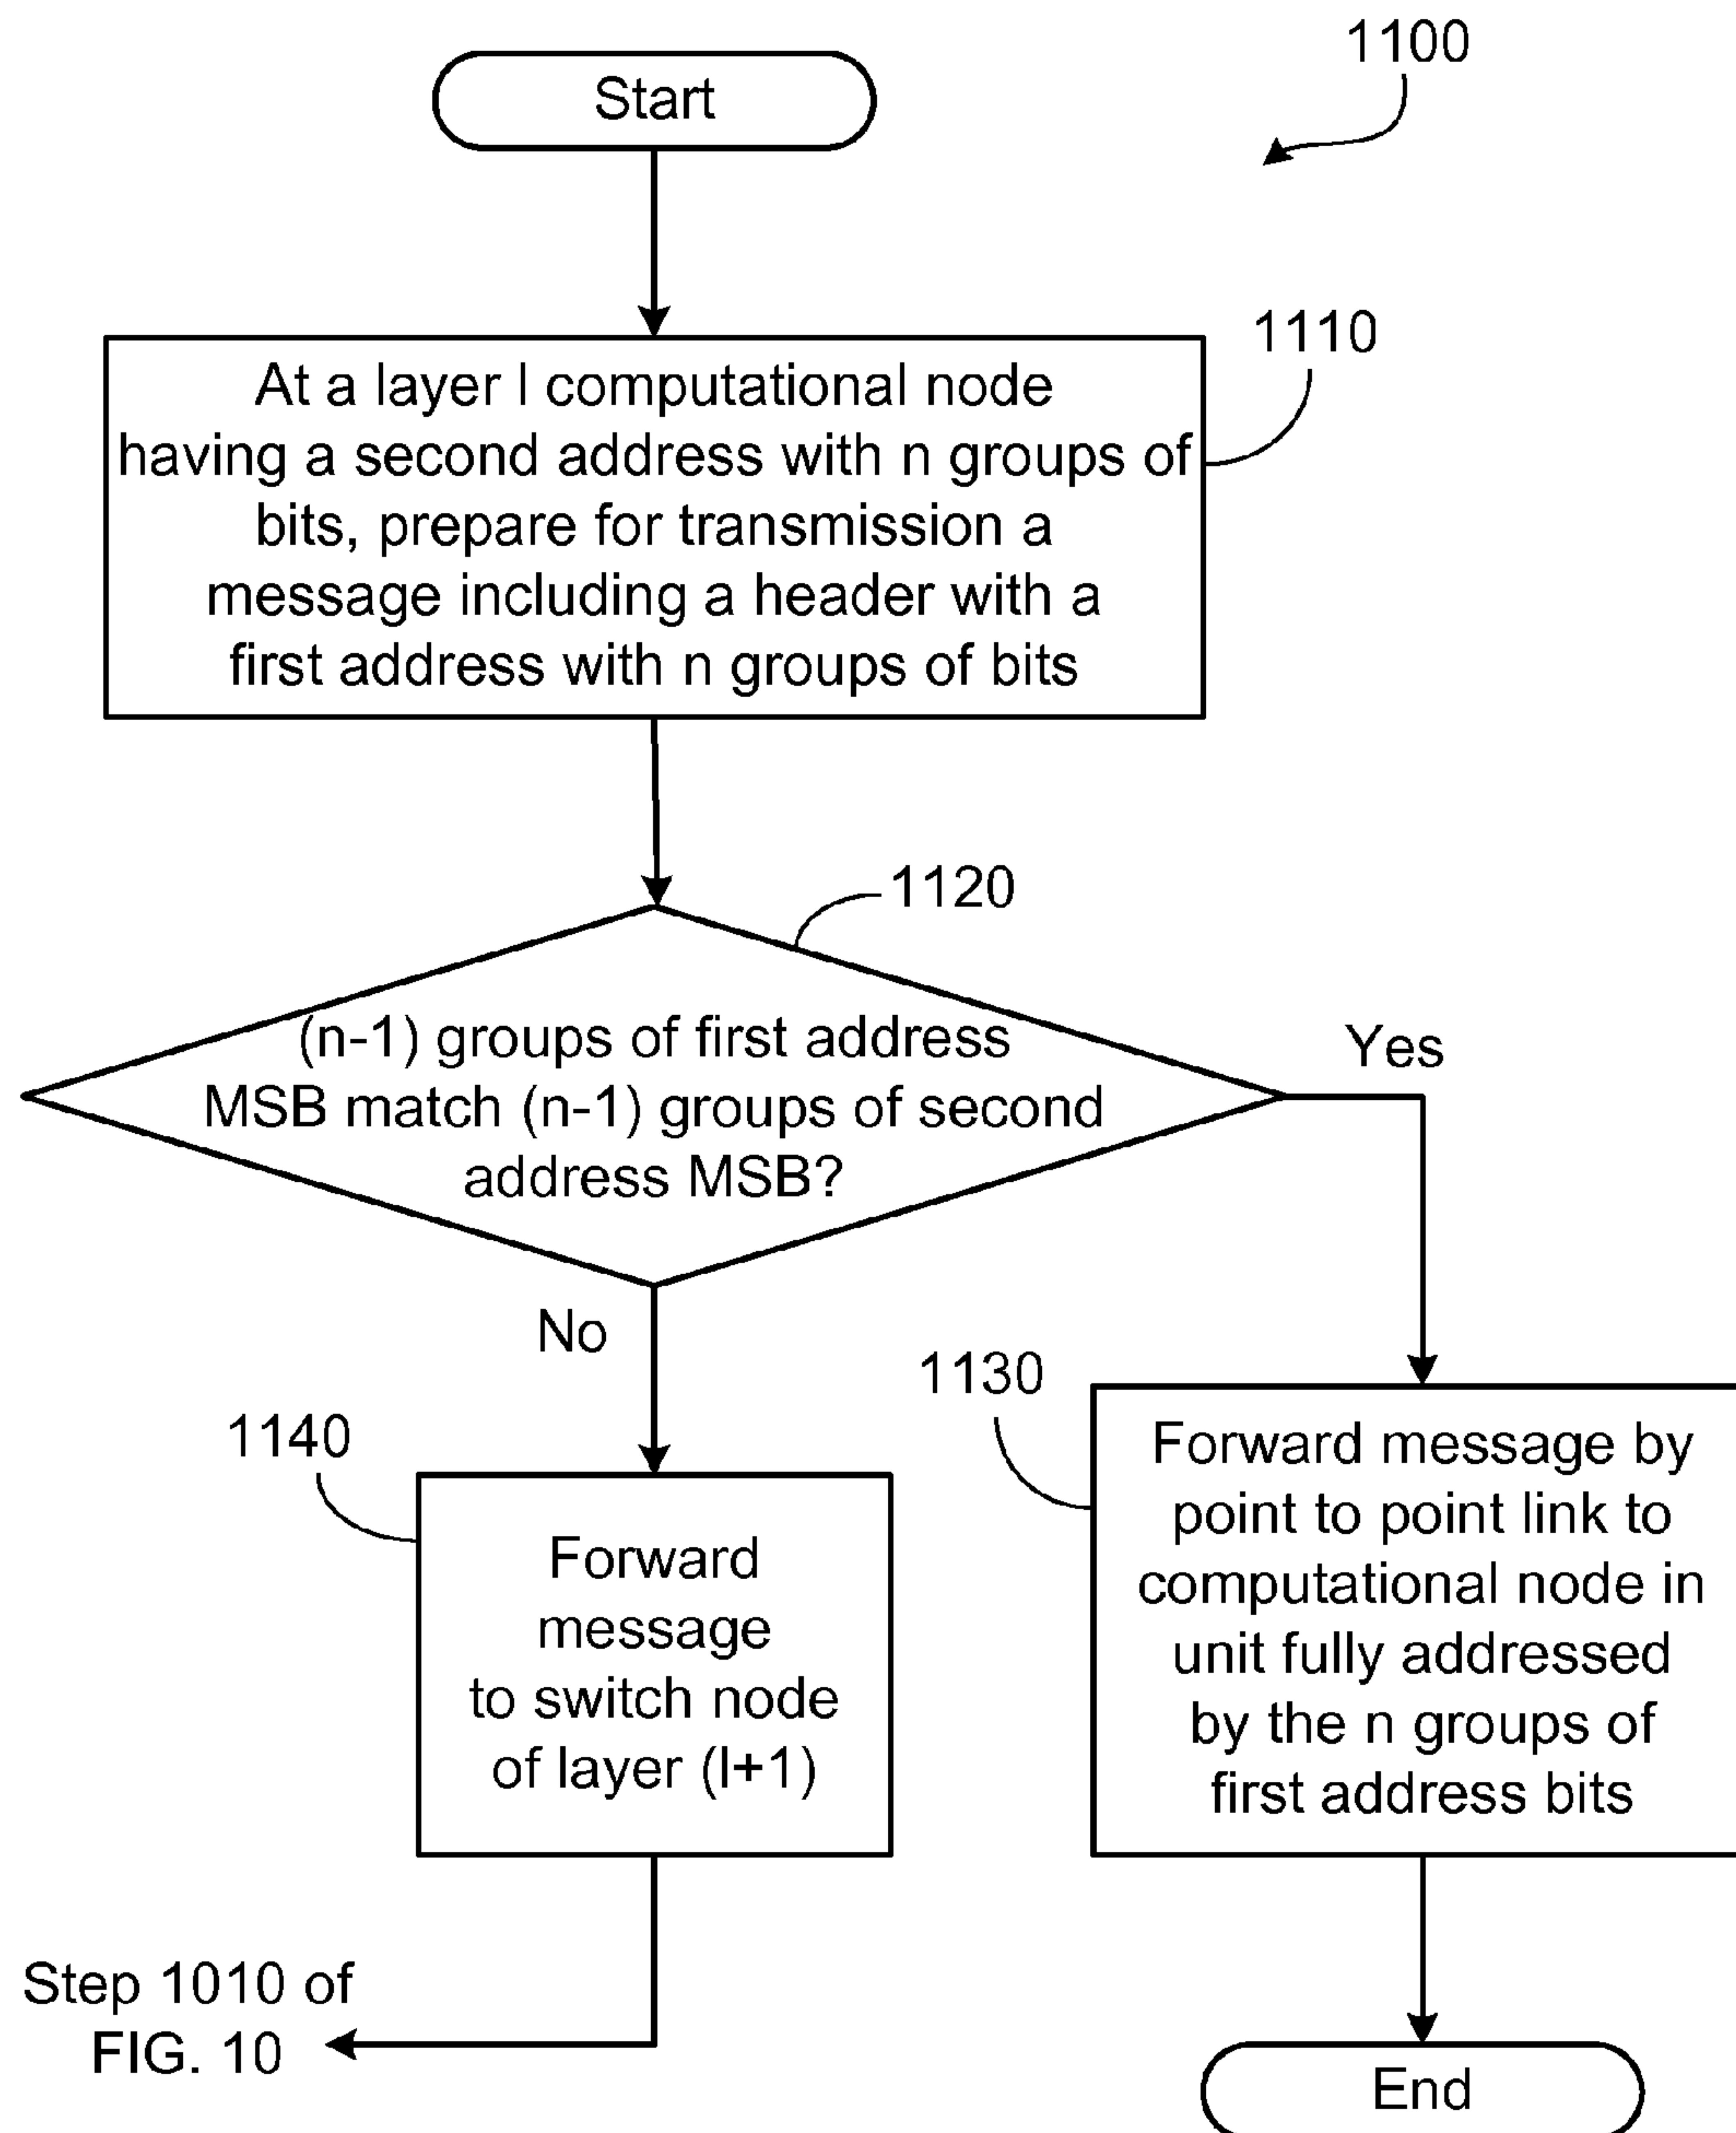 1100
Start
1110
At a layer l computational node
having a second address with n groups of
bits, prepare for transmission a
message including a header with a
first address with n groups of bits
1120
(n-1) groups of first address
MSB match (n-1) groups of second
address MSB?
Yes
No
1130
1140
Forward message by
point to point link to
computational node in
unit fully addressed
by the n groups of
first address bits
Forward
message
to switch node
of layer (l+1)
Step 1010 of
FIG. 10
End